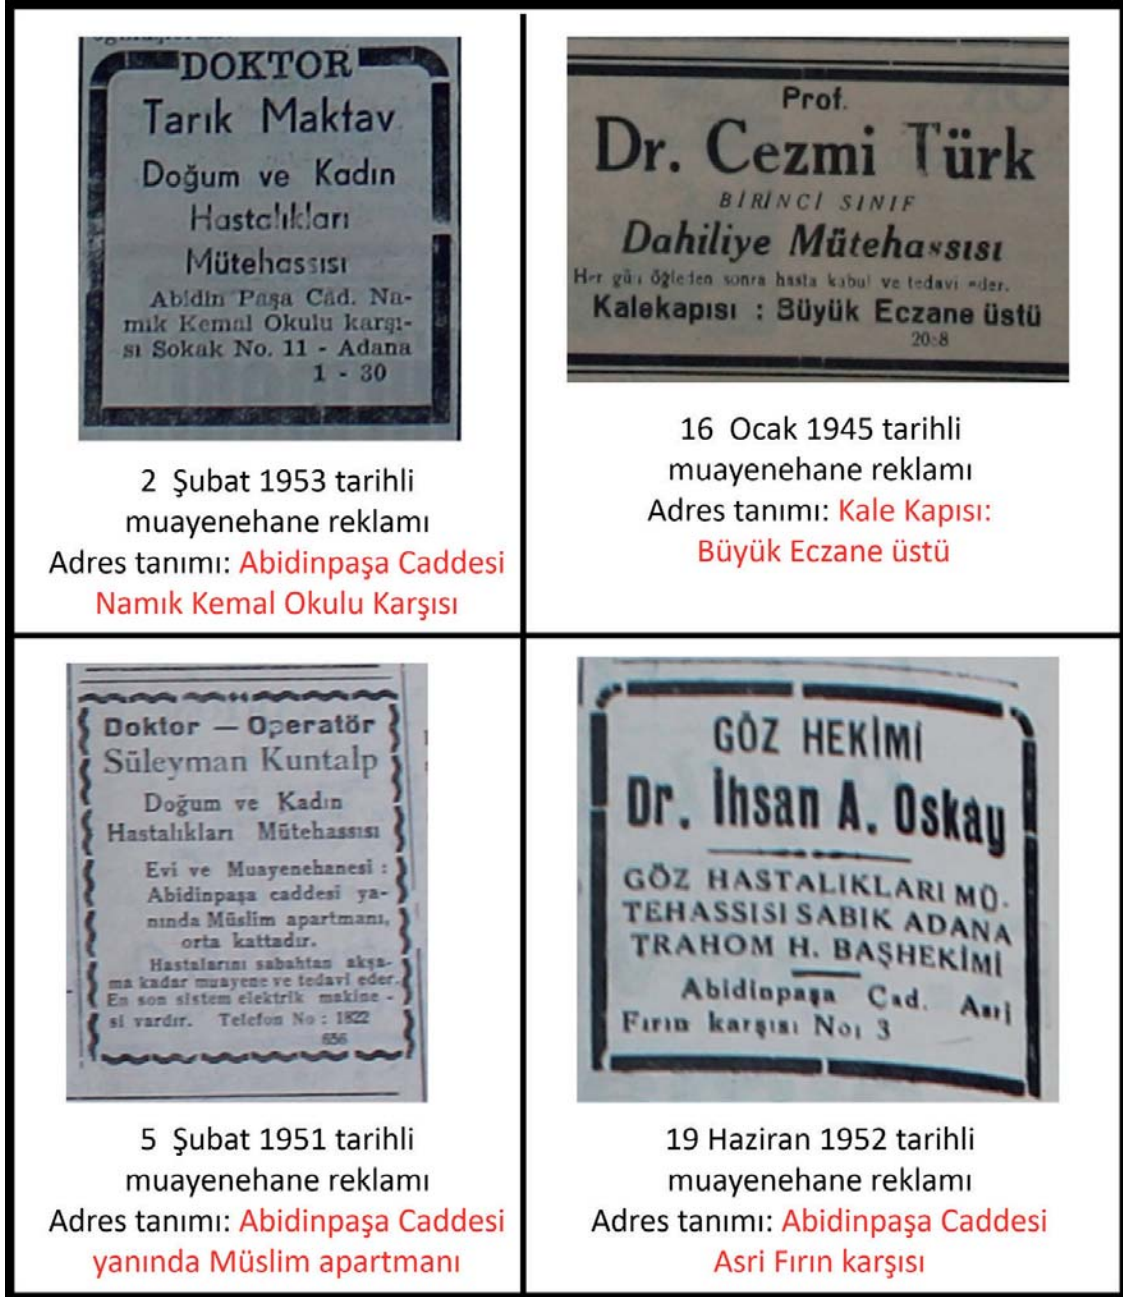 DOKTOR
Tarık Maktav
Doğum ve Kadın
Hastalıkları
Mütehassısı
Abidin Paşa Cad. Na-
mık Kemal Okulu karşı-
sı Sokak No. 11 - Adana
1 - 30
2 Şubat 1953 tarihli
muayenehane reklamı
Adres tanımı: Abidinpaşa Caddesi
Namık Kemal Okulu Karşısı
Prof.
Dr. Cezmi Türk
BİRİNCİ SINIF
Dahiliye Mütehassısı
Her gün öğleden sonra hasta kabul ve tedavi eder.
Kalekapısı : Büyük Eczane üstü
16 Ocak 1945 tarihli
muayenehane reklamı
Adres tanımı: Kale Kapısı:
Büyük Eczane üstü
Doktor — Operatör
Süleyman Kuntalp
Doğum ve Kadın
Hastalıkları Mütehassısı
Evi ve Muayenehanesi :
Abidinpaşa caddesi ya-
nında Müslim apartmanı,
orta kattadır.
Hastalarını sabahtan akşa-
ma kadar muayene ve tedavi eder.
En son sistem elektrik makine -
si vardır. Telefon No : 1822
656
5 Şubat 1951 tarihli
muayenehane reklamı
Adres tanımı: Abidinpaşa Caddesi
yanında Müslim apartmanı
GÖZ HEKİMİ
Dr. İhsan A. Oskay
GÖZ HASTALIKLARI MÜ-
TEHASSISI SABIK ADANA
TRAHOM H. BAŞHEKİMİ
Abidinpaşa Cad. Asri
Fırın karşısı No: 3
19 Haziran 1952 tarihli
muayenehane reklamı
Adres tanımı: Abidinpaşa Caddesi
Asri Fırın karşısı